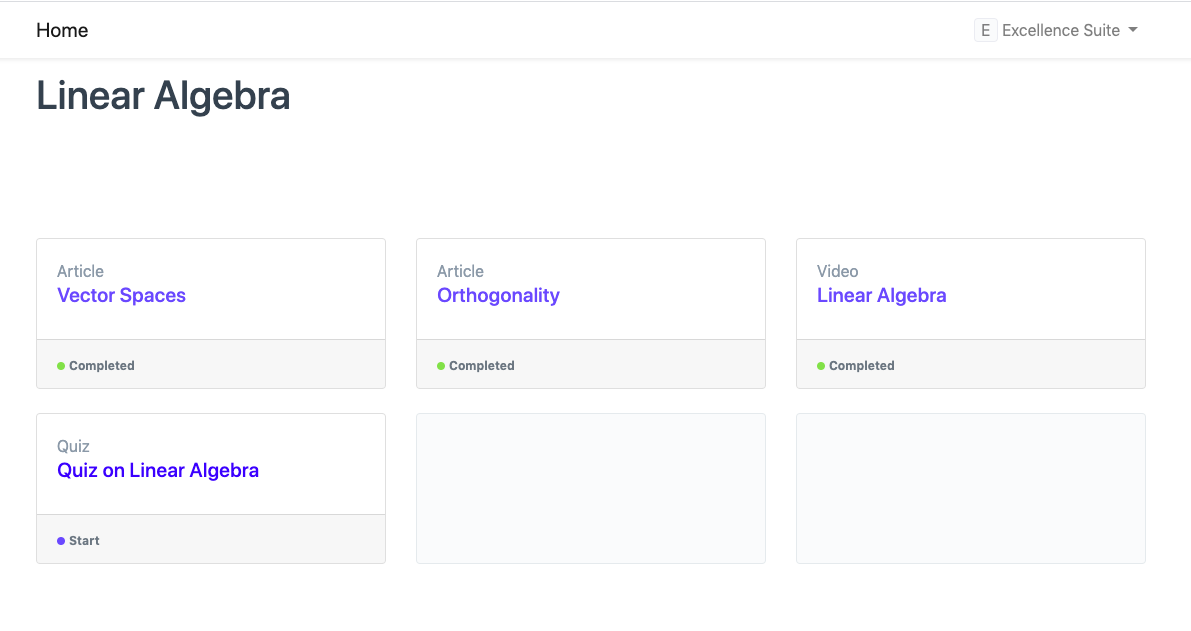 Home
E Excellence Suite
Linear Algebra
Article
Vector Spaces
Completed
Article
Orthogonality
Completed
Video
Linear Algebra
Completed
Quiz
Quiz on Linear Algebra
Start